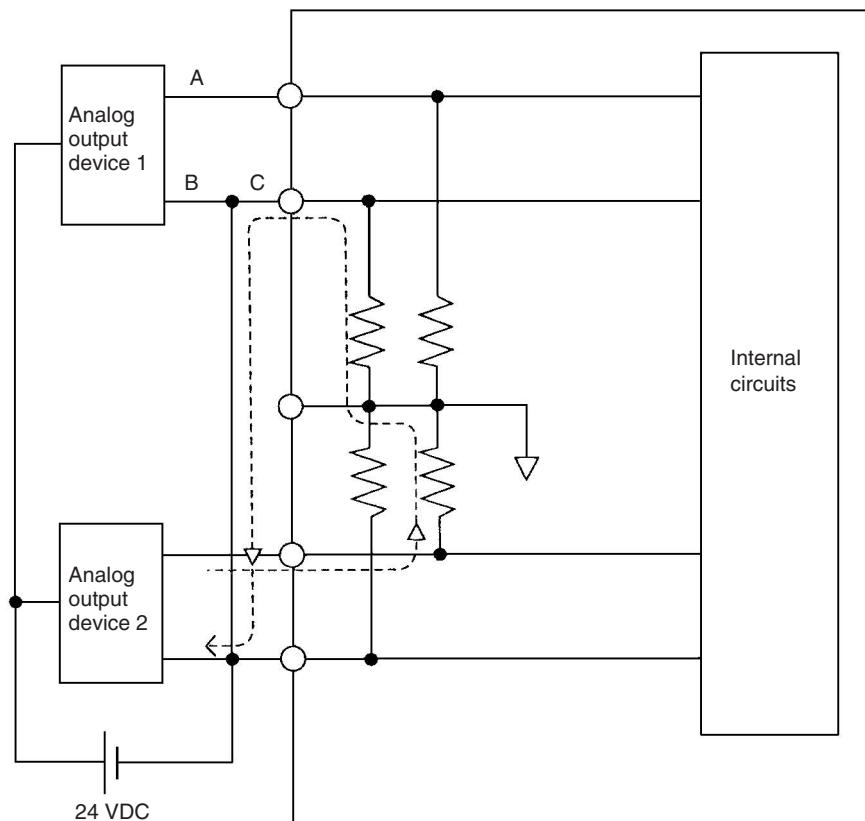 A
Analog
output
device 1
B
C
Internal
circuits
Analog
output
device 2
24 VDC